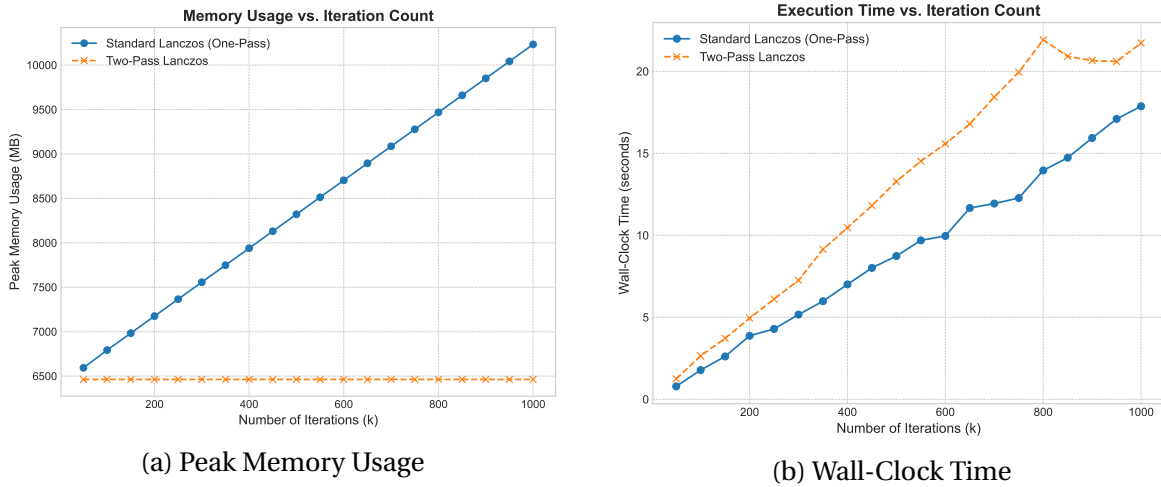 Memory Usage vs. Iteration Count
Standard Lanczos (One-Pass)
Two-Pass Lanczos
Peak Memory Usage (MB)
10000
9500
9000
8500
8000
7500
7000
6500
200 400 600 800 1000
Number of Iterations (k)
(a) Peak Memory Usage
Execution Time vs. Iteration Count
Standard Lanczos (One-Pass)
Two-Pass Lanczos
Wall-Clock Time (seconds)
20
15
10
5
0
200 400 600 800 1000
Number of Iterations (k)
(b) Wall-Clock Time